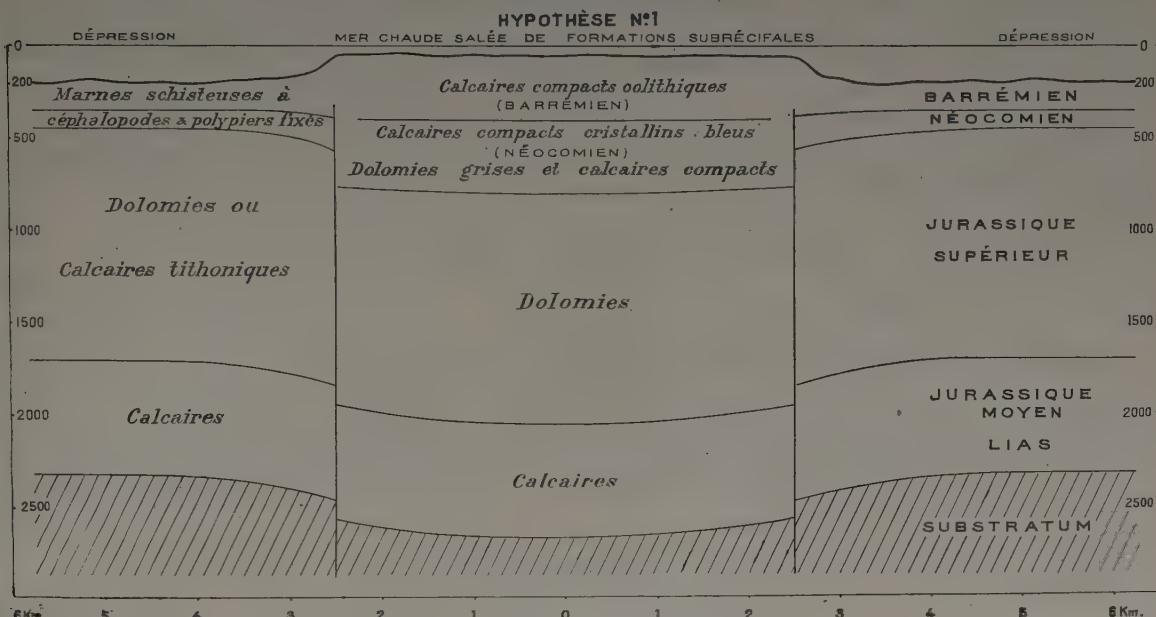 HYPOTHÈSE Nº1
DÉPRESSION MER CHAUDE SALÉE DE FORMATIONS SUBRÉCIFALES DÉPRESSION
0 0
200 200
Marnes schisteuses à
céphalopodes & polypiers fixés
Calcaires compacts oolithiques
(BARRÉMIEN)
Calcaires compacts cristallins bleus
(NÉOCOMIEN)
Dolomies grises et calcaires compacts
BARRÉMIEN
NÉOCOMIEN
500 500
Dolomies ou
Calcaires tithoniques
Dolomies
JURASSIQUE
SUPÉRIEUR
1000 1000
1500 1500
Calcaires
Calcaires
JURASSIQUE
MOYEN
LIAS
2000 2000
2500 2500
SUBSTRATUM
6 Km. 5 4 3 2 1 0 1 2 3 4 5 6 Km.